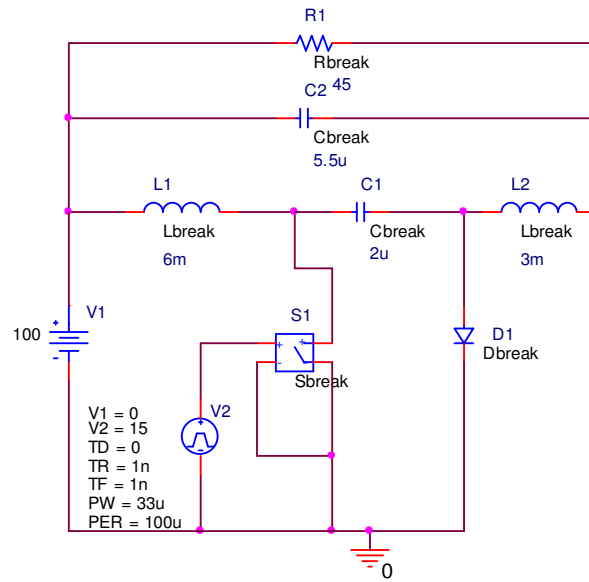 R1
Rbreak
45
C2
Cbreak
5.5u
L1
Lbreak
6m
C1
Cbreak
2u
L2
Lbreak
3m
V1
100
+
-
S1
+
-
Sbreak
D1
Dbreak
V2
+
-
V1 = 0
V2 = 15
TD = 0
TR = 1n
TF = 1n
PW = 33u
PER = 100u
0